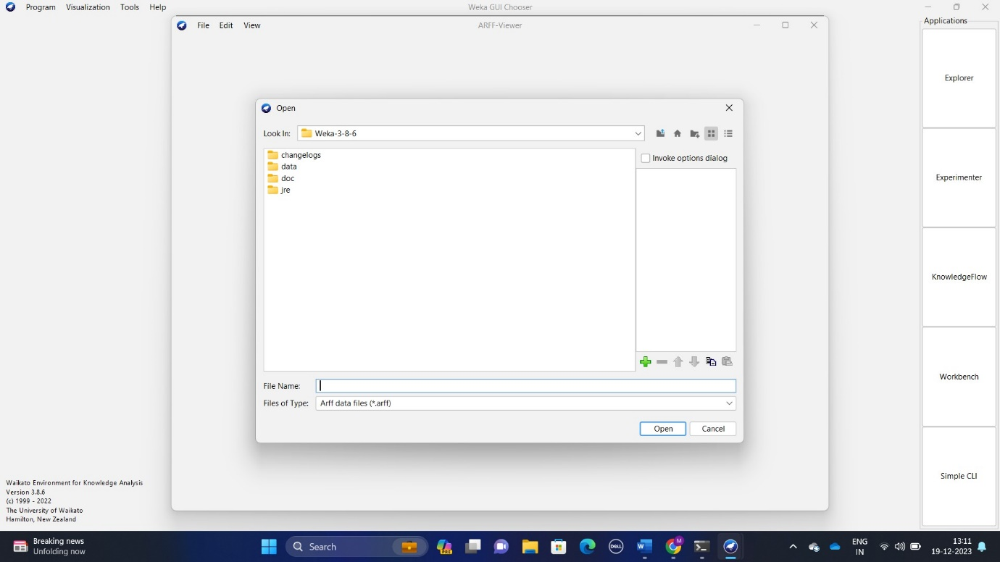 Program Visualization Tools Help
Weka GUI Chooser
File Edit View
ARFF-Viewer
Applications
Explorer
Experimenter
KnowledgeFlow
Workbench
Simple CLI
Open
Look In: Weka-3-8-6
changelogs
data
doc
jre
Invoke options dialog
File Name:
Files of Type: Arff data files (*.arff)
Open Cancel
Waikato Environment for Knowledge Analysis
Version 3.8.6
(c) 1999 - 2022
The University of Waikato
Hamilton, New Zealand
Breaking news
Unfolding now
Search
PRE
DELL
W
M
ENG
IN
13:11
19-12-2023